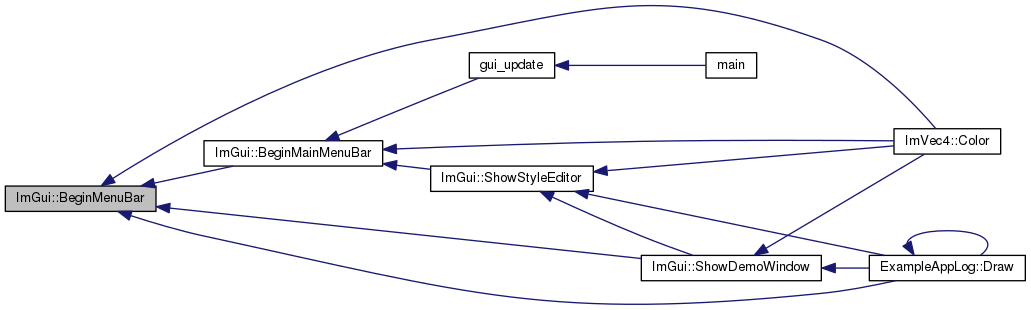 gui_update
main
ImVec4::Color
ImGui::BeginMainMenuBar
ImGui::ShowStyleEditor
ImGui::BeginMenuBar
ImGui::ShowDemoWindow
ExampleAppLog::Draw